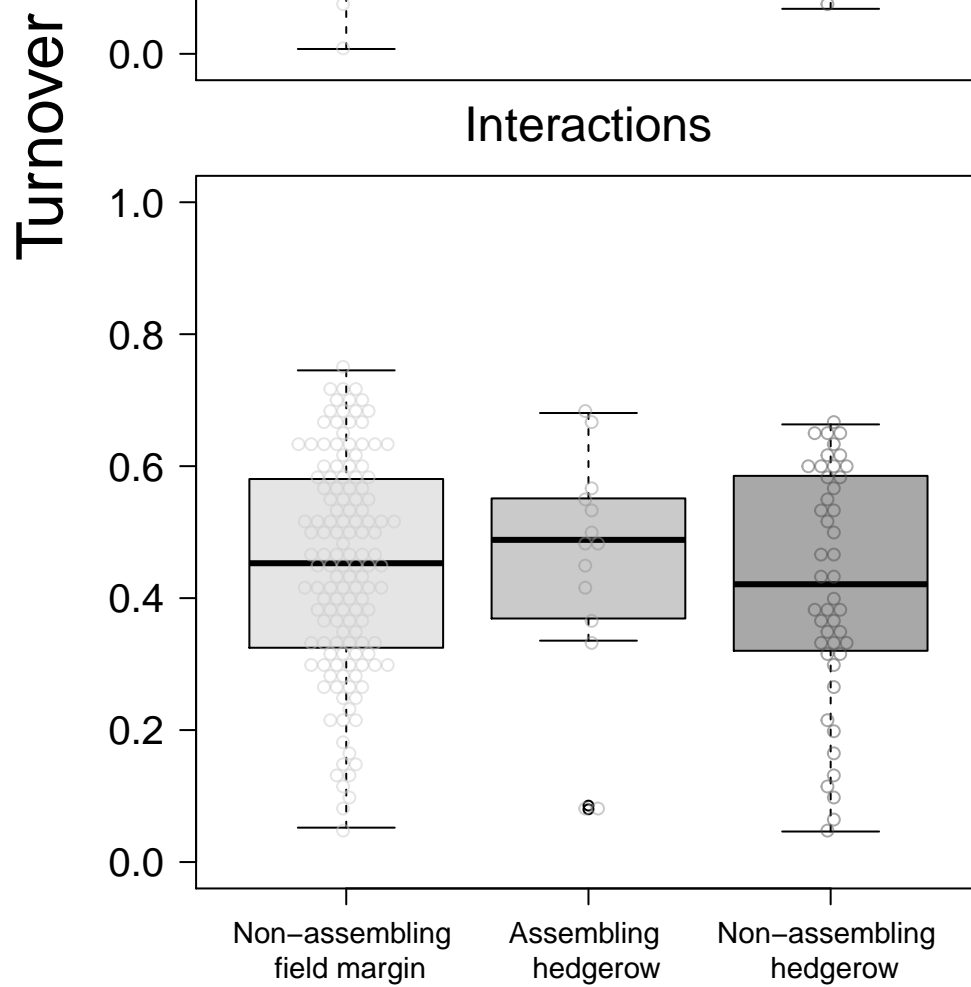 Turnover
0.0
Interactions
1.0
0.8
0.6
0.4
0.2
0.0
Non−assembling
field margin
Assembling
hedgerow
Non−assembling
hedgerow